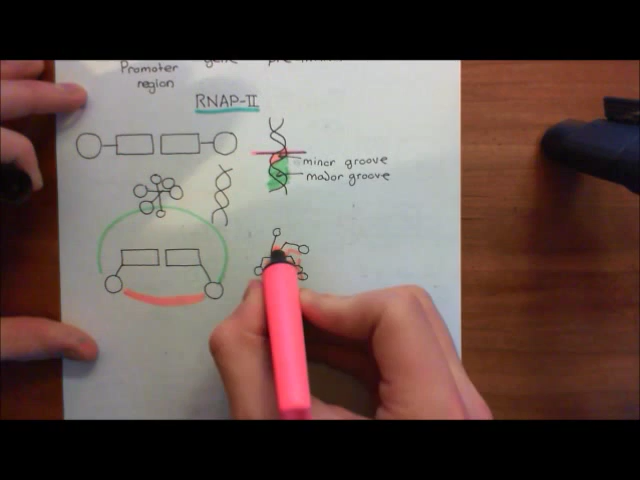 Promoter
region
gene
RNAP-II
minor groove
major groove